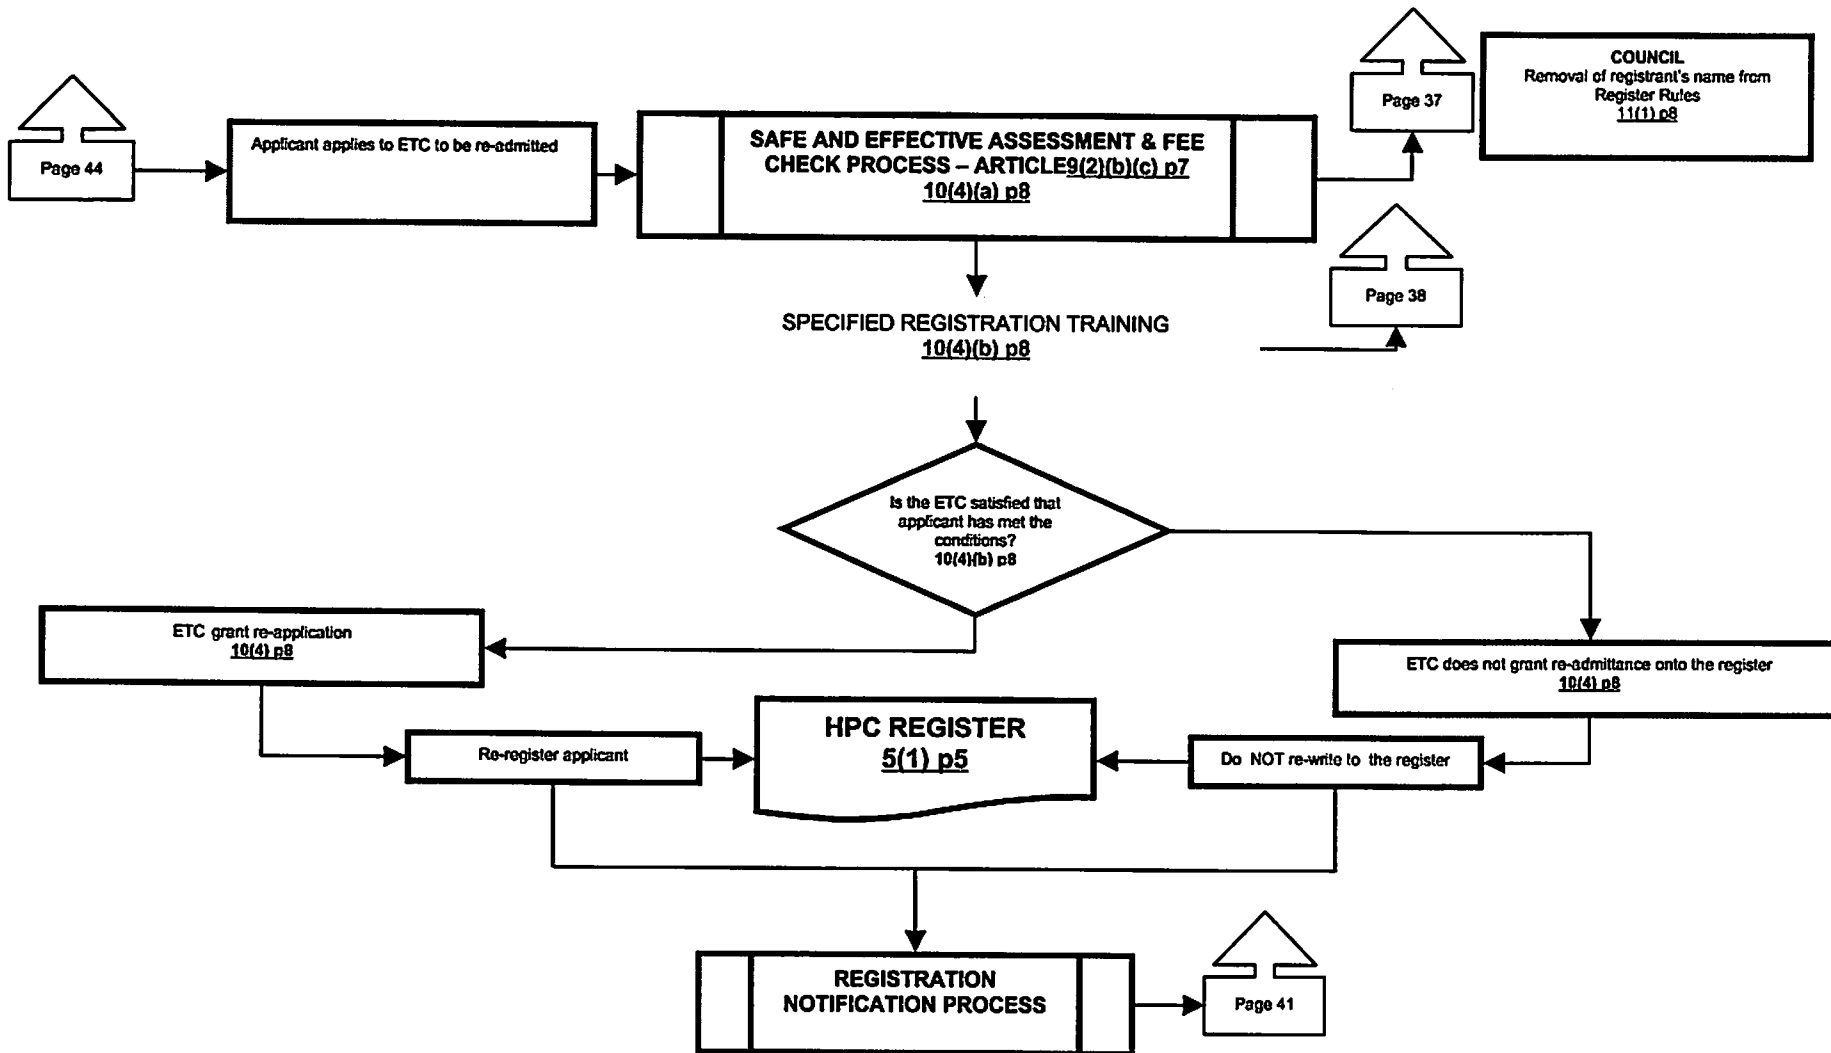 COUNCIL
Removal of registrant's name from
Register Rules
11(1) p8
Page 37
Page 44
Applicant applies to ETC to be re-admitted
SAFE AND EFFECTIVE ASSESSMENT & FEE
CHECK PROCESS – ARTICLE9(2)(b)(c) p7
10(4)(a) p8
Page 38
SPECIFIED REGISTRATION TRAINING
10(4)(b) p8
Is the ETC satisfied that
applicant has met the
conditions?
10(4)(b) p8
ETC grant re-application
10(4) p8
ETC does not grant re-admittance onto the register
10(4) p8
Re-register applicant
HPC REGISTER
5(1) p5
Do NOT re-write to the register
REGISTRATION
NOTIFICATION PROCESS
Page 41